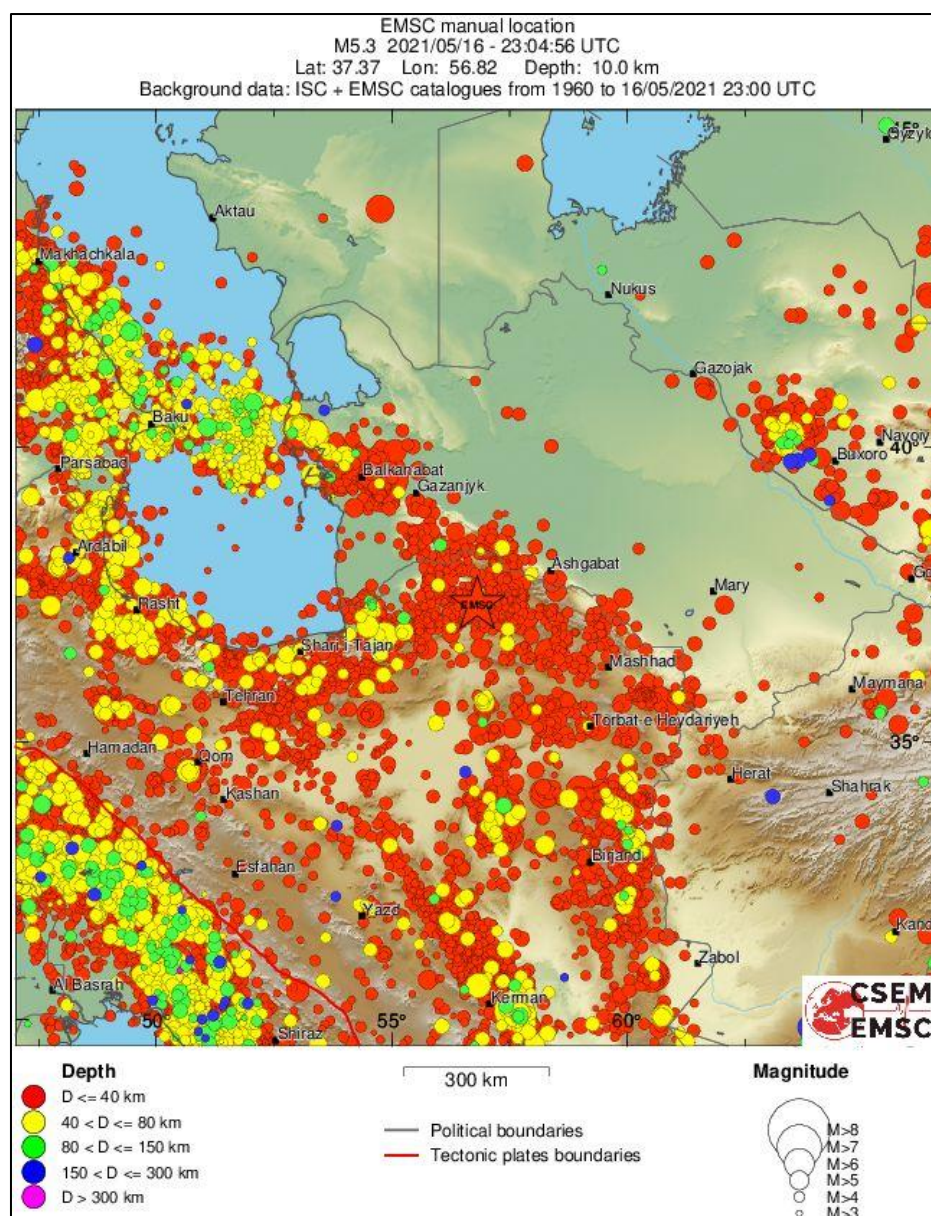 EMSC manual location
M5.3 2021/05/16 - 23:04:56 UTC
Lat: 37.37 Lon: 56.82 Depth: 10.0 km
Background data: ISC + EMSC catalogues from 1960 to 16/05/2021 23:00 UTC
45°
Gyzyk
Aktau
Makhachkala
Nukus
Gazojak
Baku
Navoiy
40°
Buxoro
Parsabad
Balkanabat
Gazanjyk
Ardabil
Ashgabat
Go
Mary
Rasht
EMSC
Shari-i-Tajan
Mashhad
Maymana
Tehran
Torbat-e Heydariyeh
Hamadan
35°
Qom
Herat
Shahrak
Kashan
Birjand
Esfahan
Yazd
Kand
Zabol
Al Basrah
Kerman
CSEM
EMSC
50°
55°
60°
Shiraz
Depth
D <= 40 km
40 < D <= 80 km
80 < D <= 150 km
150 < D <= 300 km
D > 300 km
300 km
Political boundaries
Tectonic plates boundaries
Magnitude
M>8
M>7
M>6
M>5
M>4
M>3